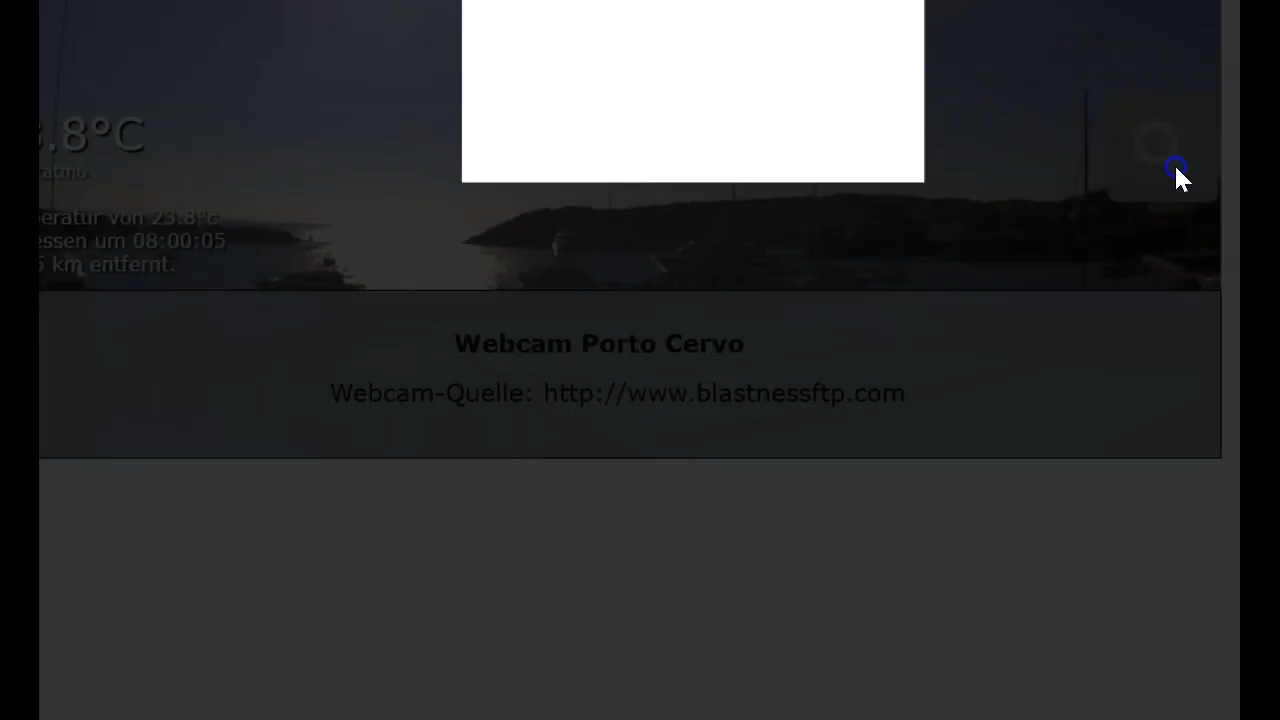 .8°C
eratur von 23.8°C
essen um 08:00:05
km entfernt.
Webcam Porto Cervo
Webcam-Quelle: http://www.blastnessftp.com